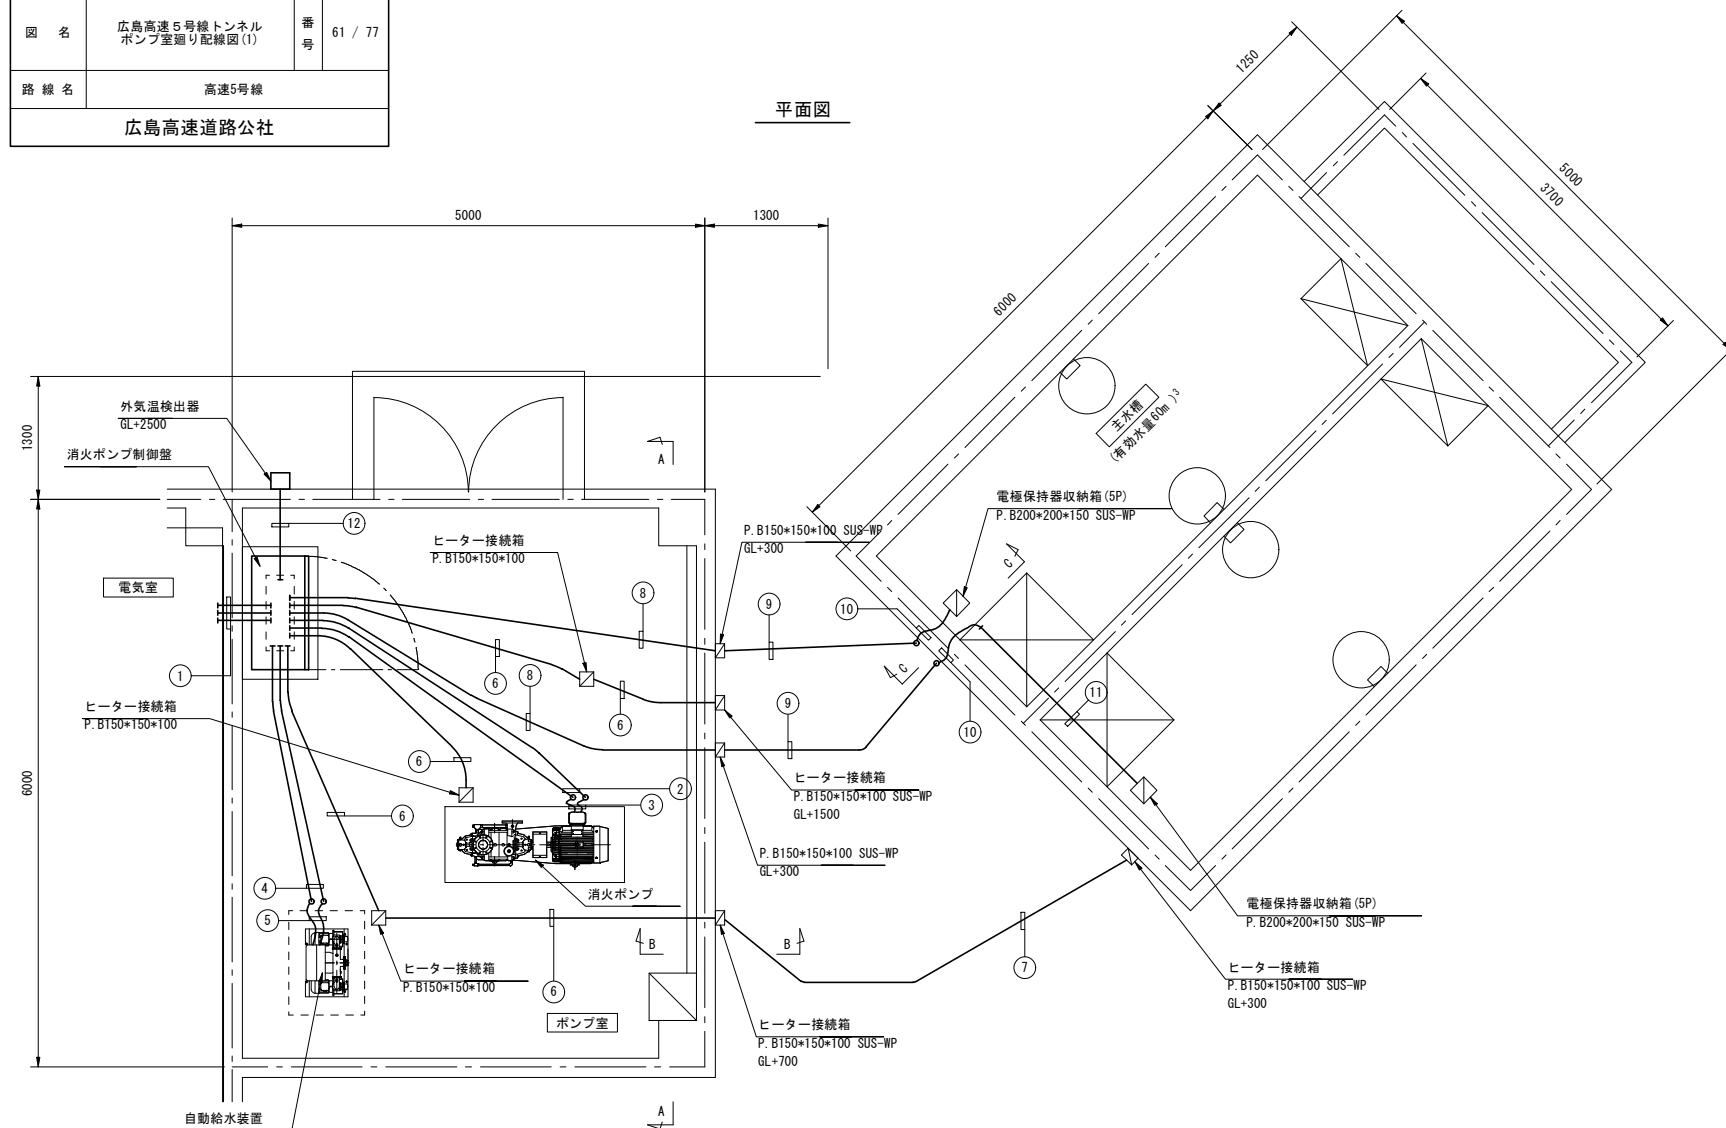 図 名
広島高速5号線トンネル
ポンプ室廻り配線図(1)
番
号
61 / 77
路 線 名
高速5号線
広島高速道路公社
平面図
5000
1300
1250
5000
3700
6000
1300
6000
外気温検出器
GL+2500
消火ポンプ制御盤
主水槽
(有効水量60m³)
A
電極保持器収納箱(5P)
P.B200*200*150 SUS-WP
12
ヒーター接続箱
P.B150*150*100
P.B150*150*100 SUS-WP
GL+300
C
電気室
8
9
10
1
6
8
C
11
6
9
10
ヒーター接続箱
P.B150*150*100
6
2
3
ヒーター接続箱
P.B150*150*100 SUS-WP
GL+1500
6
P.B150*150*100 SUS-WP
GL+300
4
消火ポンプ
5
電極保持器収納箱(5P)
P.B200*200*150 SUS-WP
B
B
ヒーター接続箱
P.B150*150*100
6
7
ヒーター接続箱
P.B150*150*100 SUS-WP
GL+300
ポンプ室
ヒーター接続箱
P.B150*150*100 SUS-WP
GL+700
自動給水装置
A